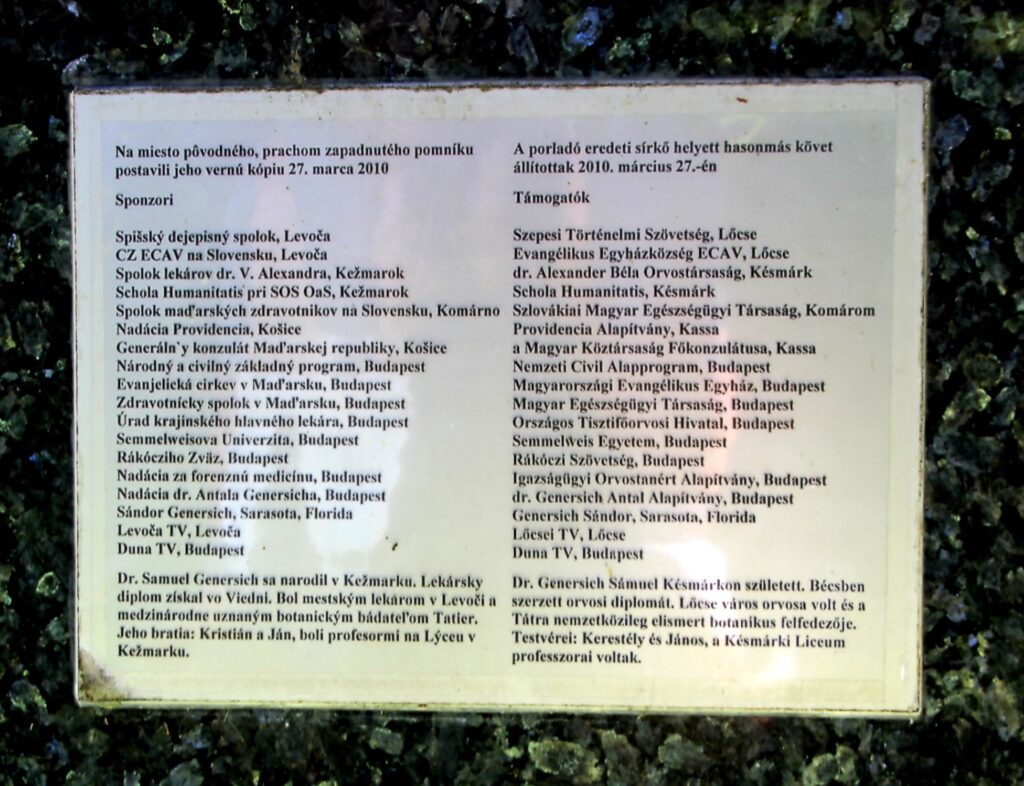 Na miesto pôvodného, prachom zapadnutého pomníku
postavili jeho vernú kópiu 27. marca 2010
Sponzori
Spišský dejepisný spolok, Levoča
CZ ECAV na Slovensku, Levoča
Spolok lekárov dr. V. Alexandra, Kežmarok
Schola Humanitatis pri SOS OaS, Kežmarok
Spolok maďarských zdravotnikov na Slovensku, Komárno
Nadácia Providencia, Košice
Generáln`y konzulát Maďarskej republiky, Košice
Národný a civilný základný program, Budapest
Evanjelická cirkev v Maďarsku, Budapest
Zdravotnícky spolok v Maďarsku, Budapest
Úrad krajinského hlavného lekára, Budapest
Semmelweisova Univerzita, Budapest
Rákócziho Zväz, Budapest
Nadácia za forenznú medicínu, Budapest
Nadácia dr. Antala Genersicha, Budapest
Sándor Genersich, Sarasota, Florida
Levoča TV, Levoča
Duna TV, Budapest
Dr. Samuel Genersich sa narodil v Kežmarku. Lekársky
diplom získal vo Viedni. Bol mestským lekárom v Levoči a
medzinárodne uznaným botanickým bádateľom Tatier.
Jeho bratia: Kristián a Ján, boli profesormi na Lýceu v
Kežmarku.
A porladó eredeti sírkő helyett hasonmás követ
állítottak 2010. március 27.-én
Támogatók
Szepesi Történelmi Szövetség, Lőcse
Evangélikus Egyházközség ECAV, Lőcse
dr. Alexander Béla Orvostársaság, Késmárk
Schola Humanitatis, Késmárk
Szlovákiai Magyar Egészségügyi Társaság, Komárom
Providencia Alapítvány, Kassa
a Magyar Köztársaság Főkonzulátusa, Kassa
Nemzeti Civil Alapprogram, Budapest
Magyarországi Evangélikus Egyház, Budapest
Magyar Egészségügyi Társaság, Budapest
Országos Tisztifőorvosi Hivatal, Budapest
Semmelweis Egyetem, Budapest
Rákóczi Szövetség, Budapest
Igazságügyi Orvostanért Alapítvány, Budapest
dr. Genersich Antal Alapítvány, Budapest
Genersich Sándor, Sarasota, Florida
Lőcsei TV, Lőcse
Duna TV, Budapest
Dr. Genersich Sámuel Késmárkon született. Bécsben
szerzett orvosi diplomát. Lőcse város orvosa volt és a
Tátra nemzetközileg elismert botanikus felfedezője.
Testvérei: Kerestély és János, a Késmárki Liceum
professzorai voltak.